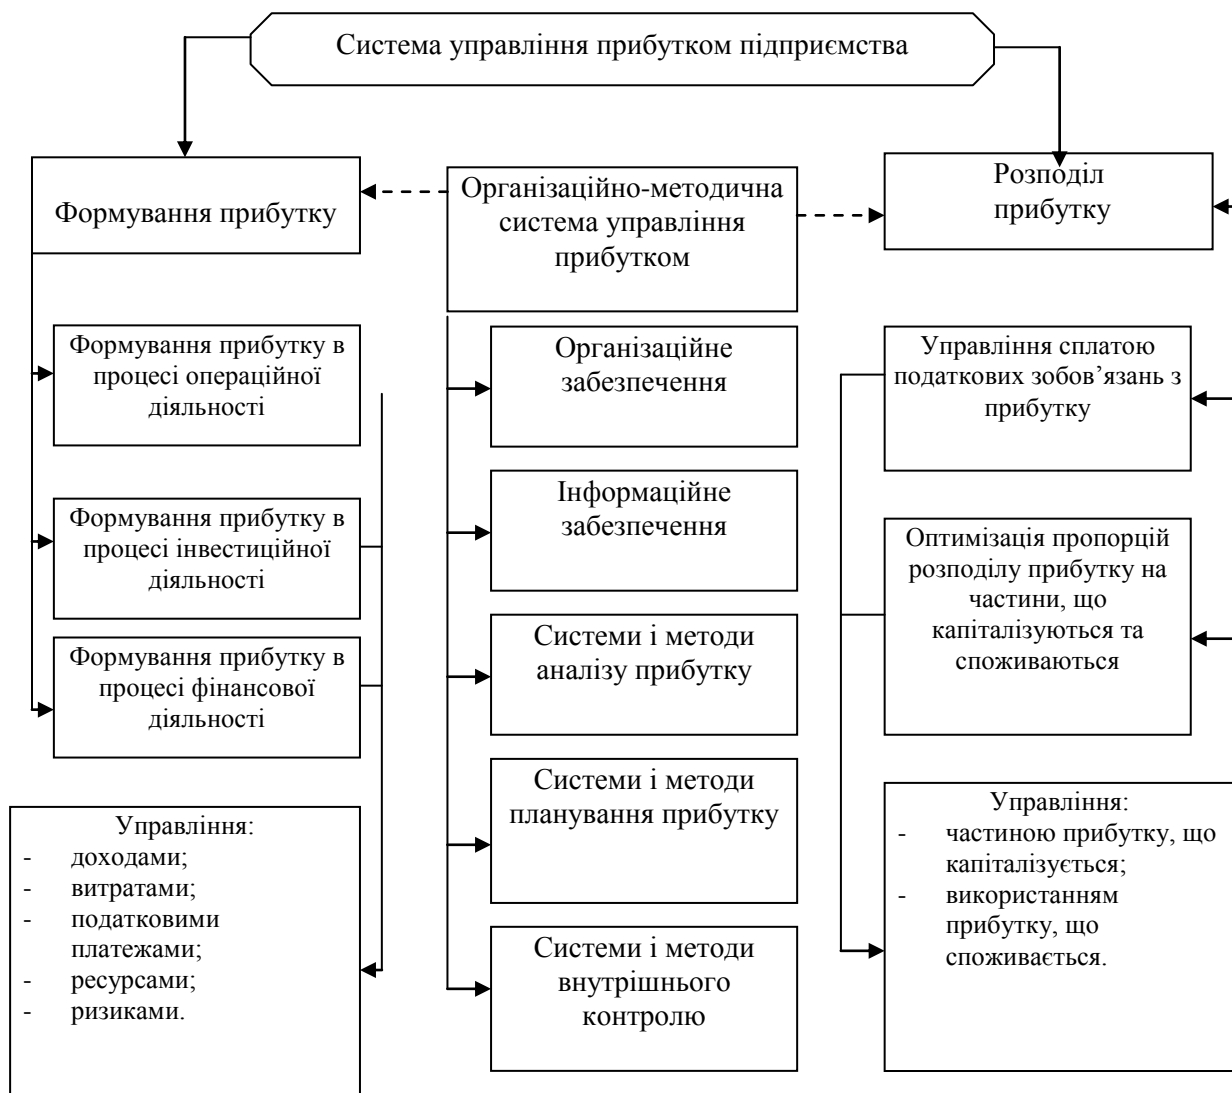 Система управління прибутком підприємства
Формування прибутку
Організаційно-методична
система управління
прибутком
Розподіл
прибутку
Формування прибутку в
процесі операційної
діяльності
Формування прибутку в
процесі інвестиційної
діяльності
Формування прибутку в
процесі фінансової
діяльності
Управління:
- доходами;
- витратами;
- податковими
платежами;
- ресурсами;
- ризиками.
Організаційне
забезпечення
Інформаційне
забезпечення
Системи і методи
аналізу прибутку
Системи і методи
планування прибутку
Системи і методи
внутрішнього
контролю
Управління сплатою
податкових зобов’язань з
прибутку
Оптимізація пропорцій
розподілу прибутку на
частини, що
капіталізуються та
споживаються
Управління:
- частиною прибутку, що
капіталізується;
- використанням
прибутку, що
споживається.